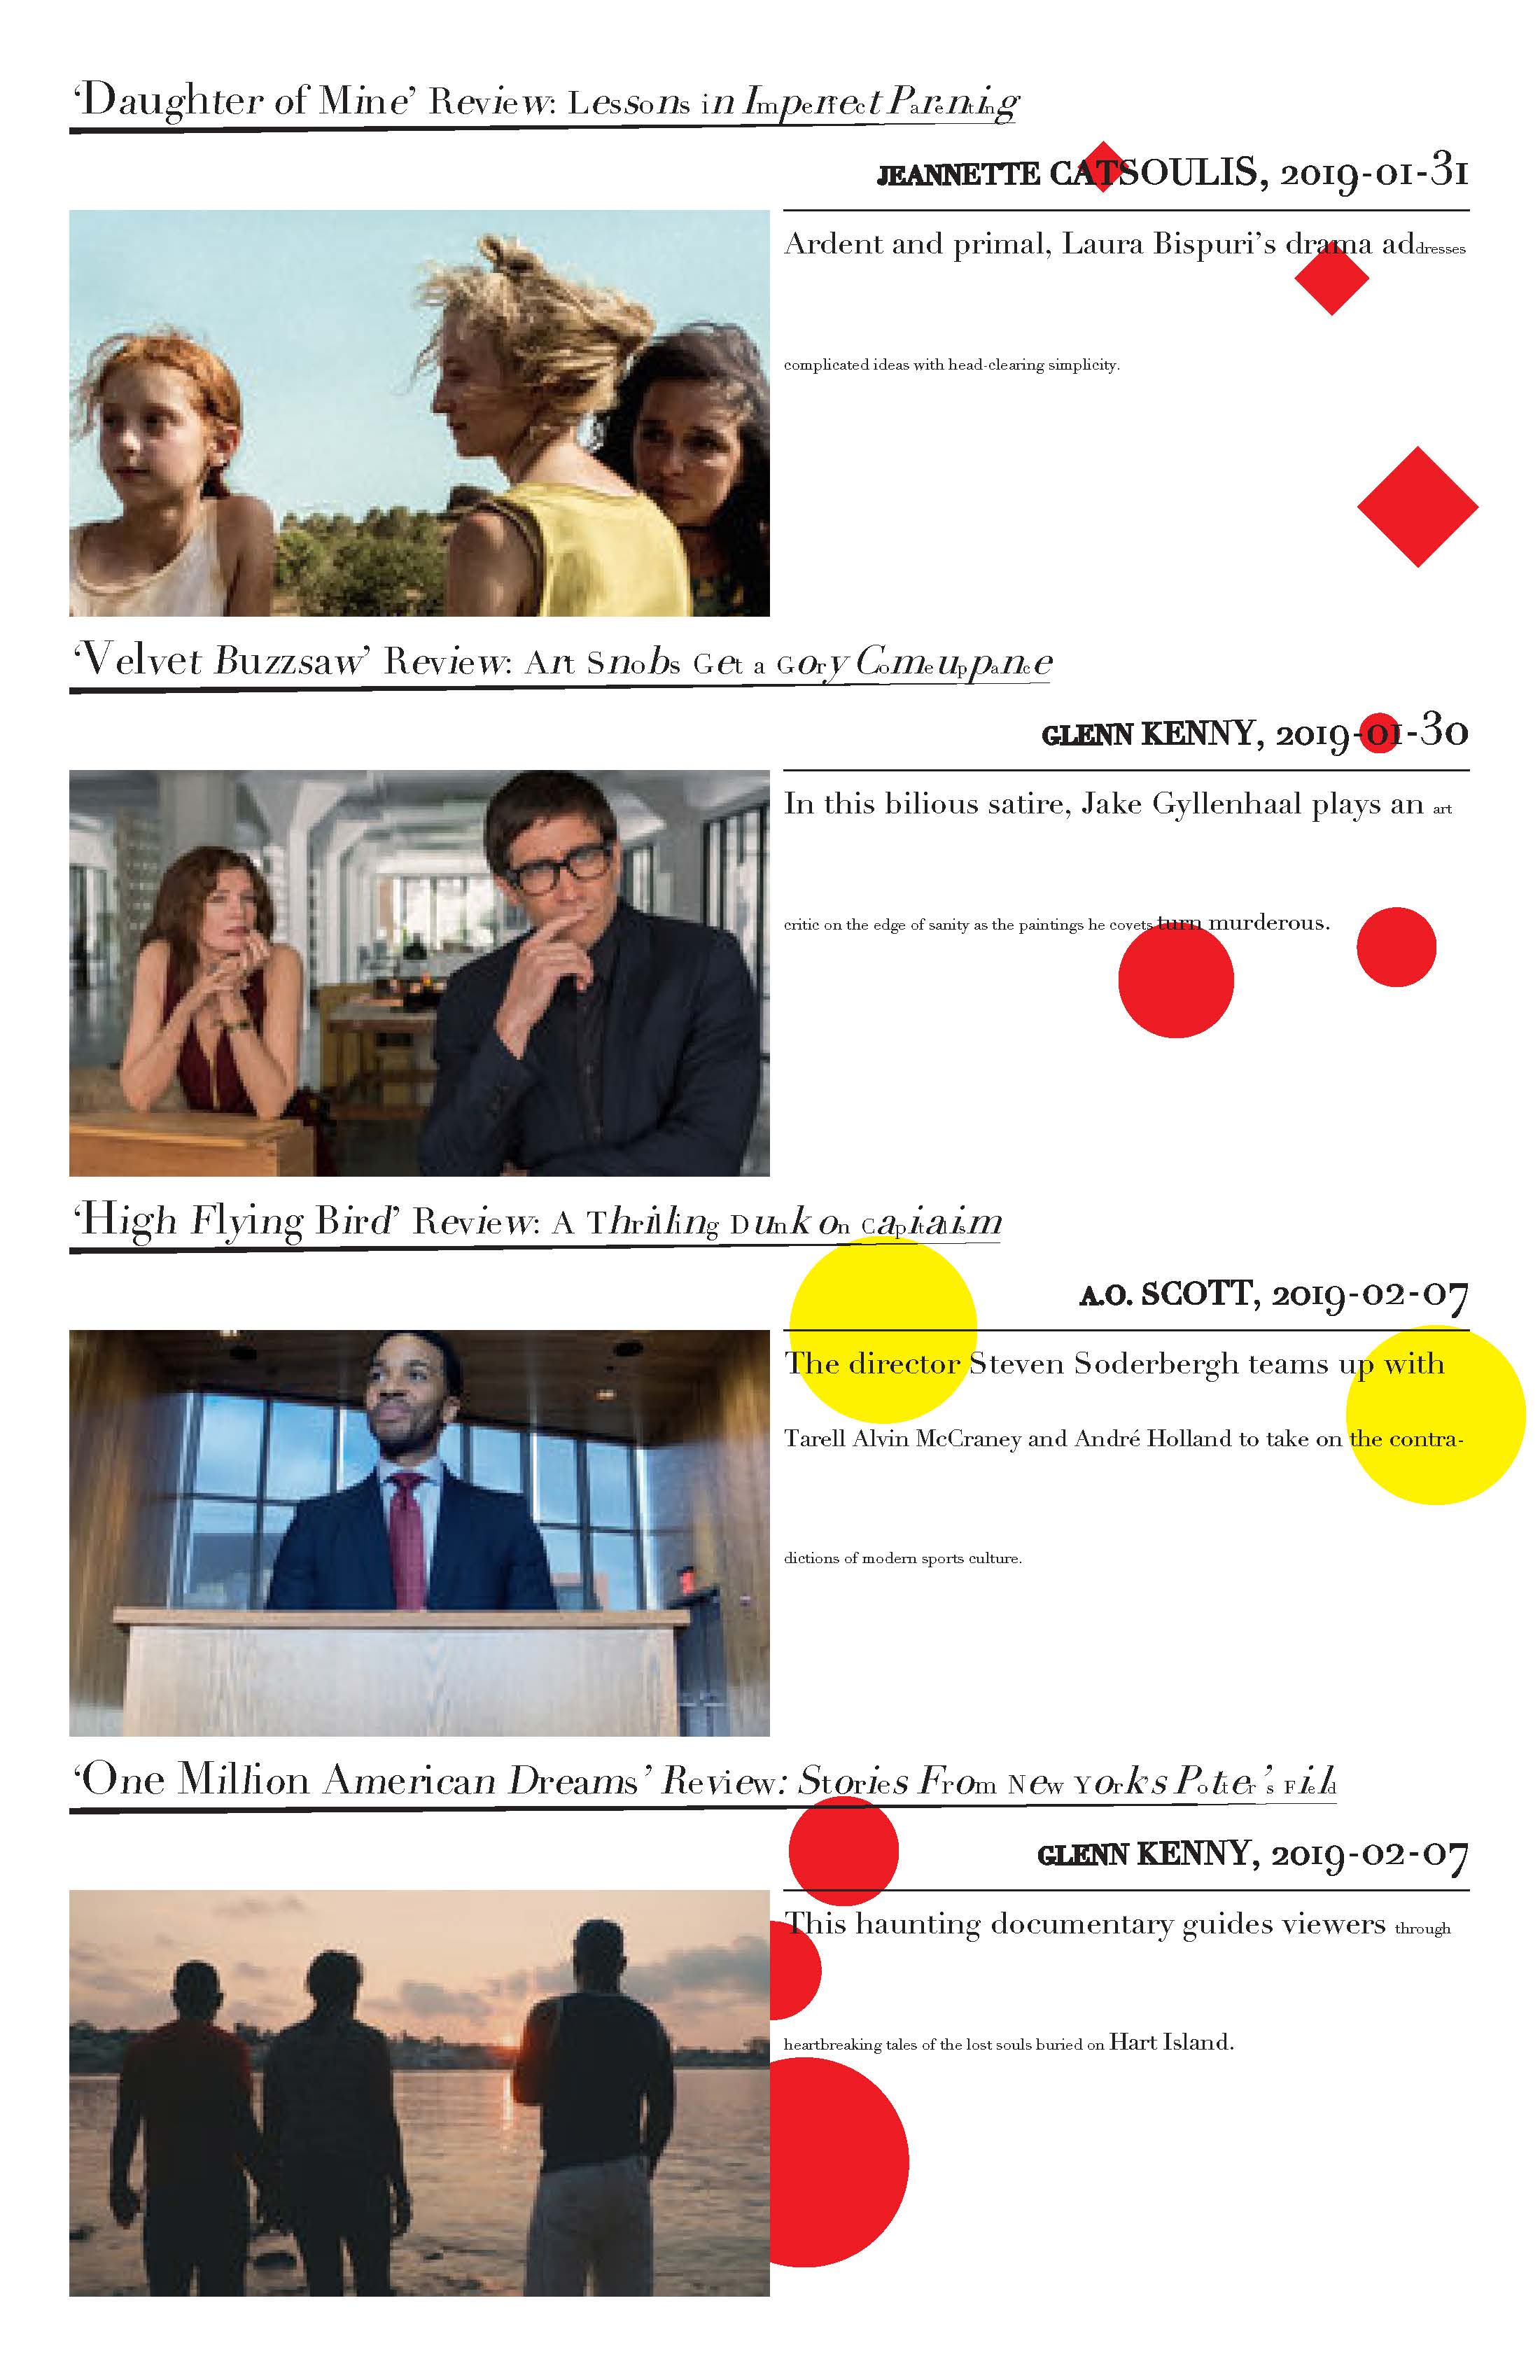 ‘Daughter of Mine’ Review: Lessons in Imperfect Parenting
JEANNETTE CATSOULIS, 2019-01-31
Ardent and primal, Laura Bispuri’s drama addresses
complicated ideas with head-clearing simplicity.
‘Velvet Buzzsaw’ Review: Art Snobs Get a Gory Comeuppance
GLENN KENNY, 2019-01-30
In this bilious satire, Jake Gyllenhaal plays an art
critic on the edge of sanity as the paintings he covets turn murderous.
‘High Flying Bird’ Review: A Thrilling Dunk on Capitalism
A.O. SCOTT, 2019-02-07
The director Steven Soderbergh teams up with
Tarell Alvin McCraney and André Holland to take on the contra-
dictions of modern sports culture.
‘One Million American Dreams’ Review: Stories From New York’s Potter’s Field
GLENN KENNY, 2019-02-07
This haunting documentary guides viewers through
heartbreaking tales of the lost souls buried on Hart Island.